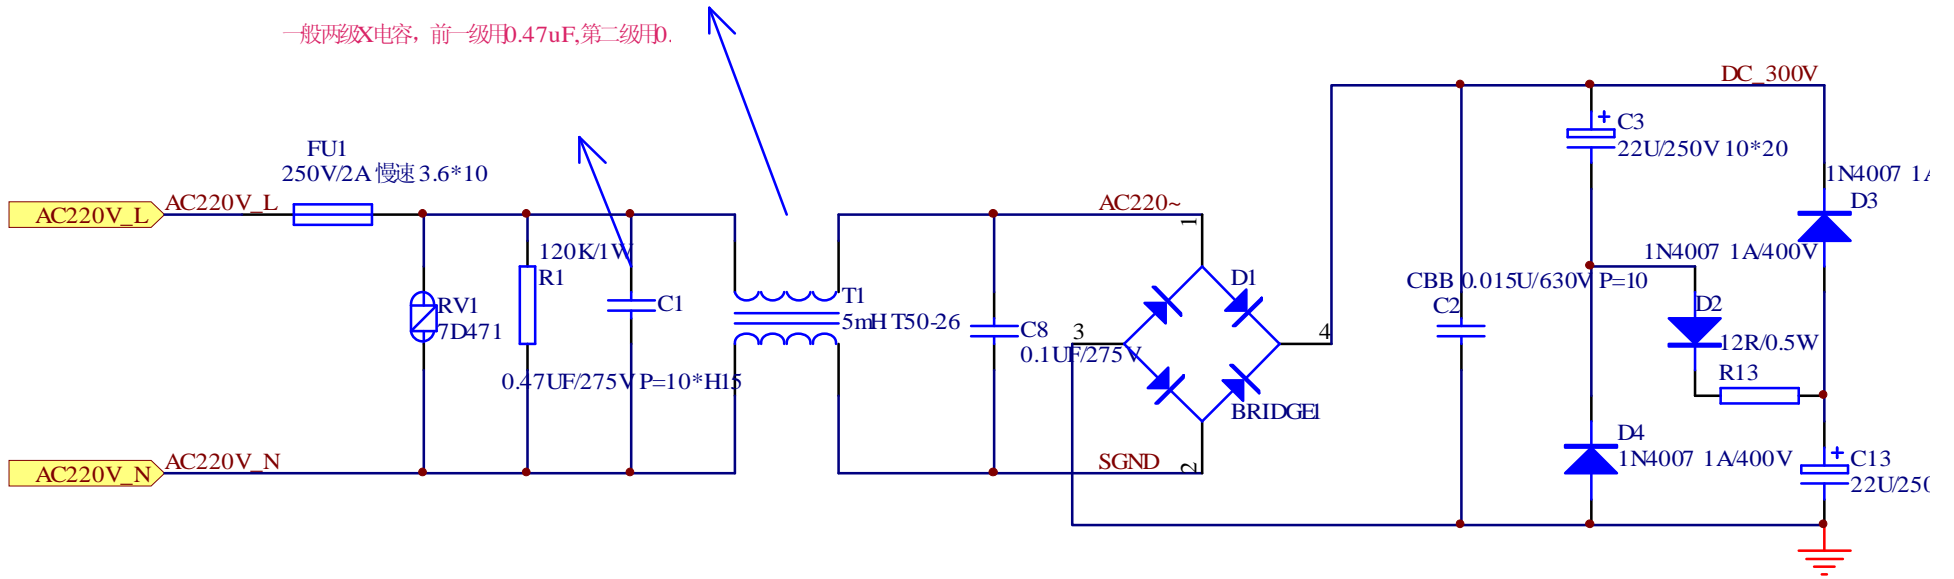 一般两级X电容，前一级用0.47uF,第二级用0.
DC_300V
C3
22U/250V 10*20
FU1
250V/2A 慢速 3.6*10
1N4007 1A
D3
AC220V_L
AC220V_L
AC220~
1
120K/1W
R1
1N4007 1A/400V
D1
CBB 0.015U/630V P=10
C2
RV1
7D471
C1
T1
5mH T50-26
C8
0.1UF/275V
3
4
D2
12R/0.5W
R13
0.47UF/275V P=10*H15
BRIDGE1
D4
1N4007 1A/400V
AC220V_N
AC220V_N
SGND
2
C13
22U/250